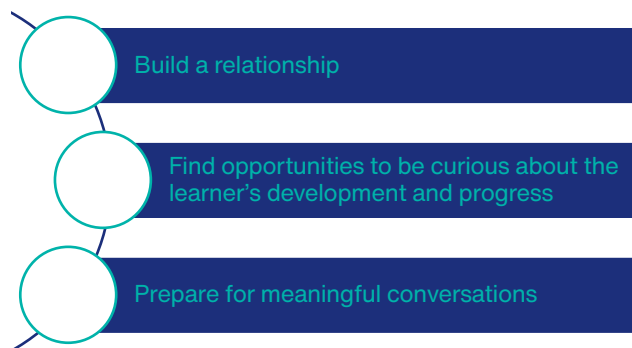 Build a relationship
Find opportunities to be curious about the
learner's development and progress
Prepare for meaningful conversations